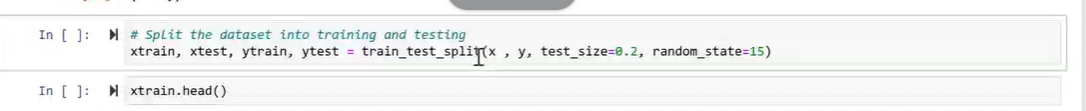 In [ ]: # Split the dataset into training and testing
xtrain, xtest, ytrain, ytest = train_test_split(x , y, test_size=0.2, random_state=15)
In [ ]: xtrain.head()